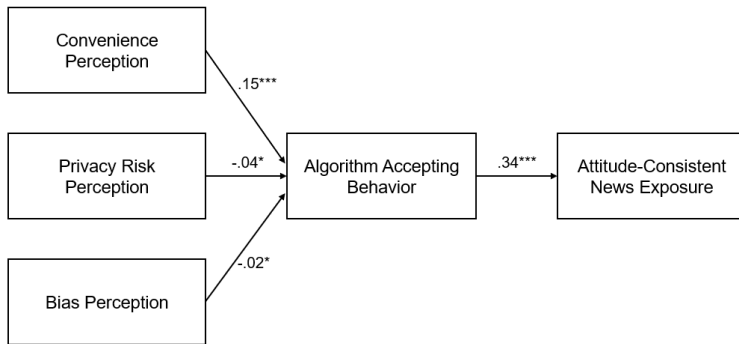 Convenience
Perception
.15***
Privacy Risk
Perception
-.04*
Algorithm Accepting
Behavior
.34***
Attitude-Consistent
News Exposure
-.02*
Bias Perception